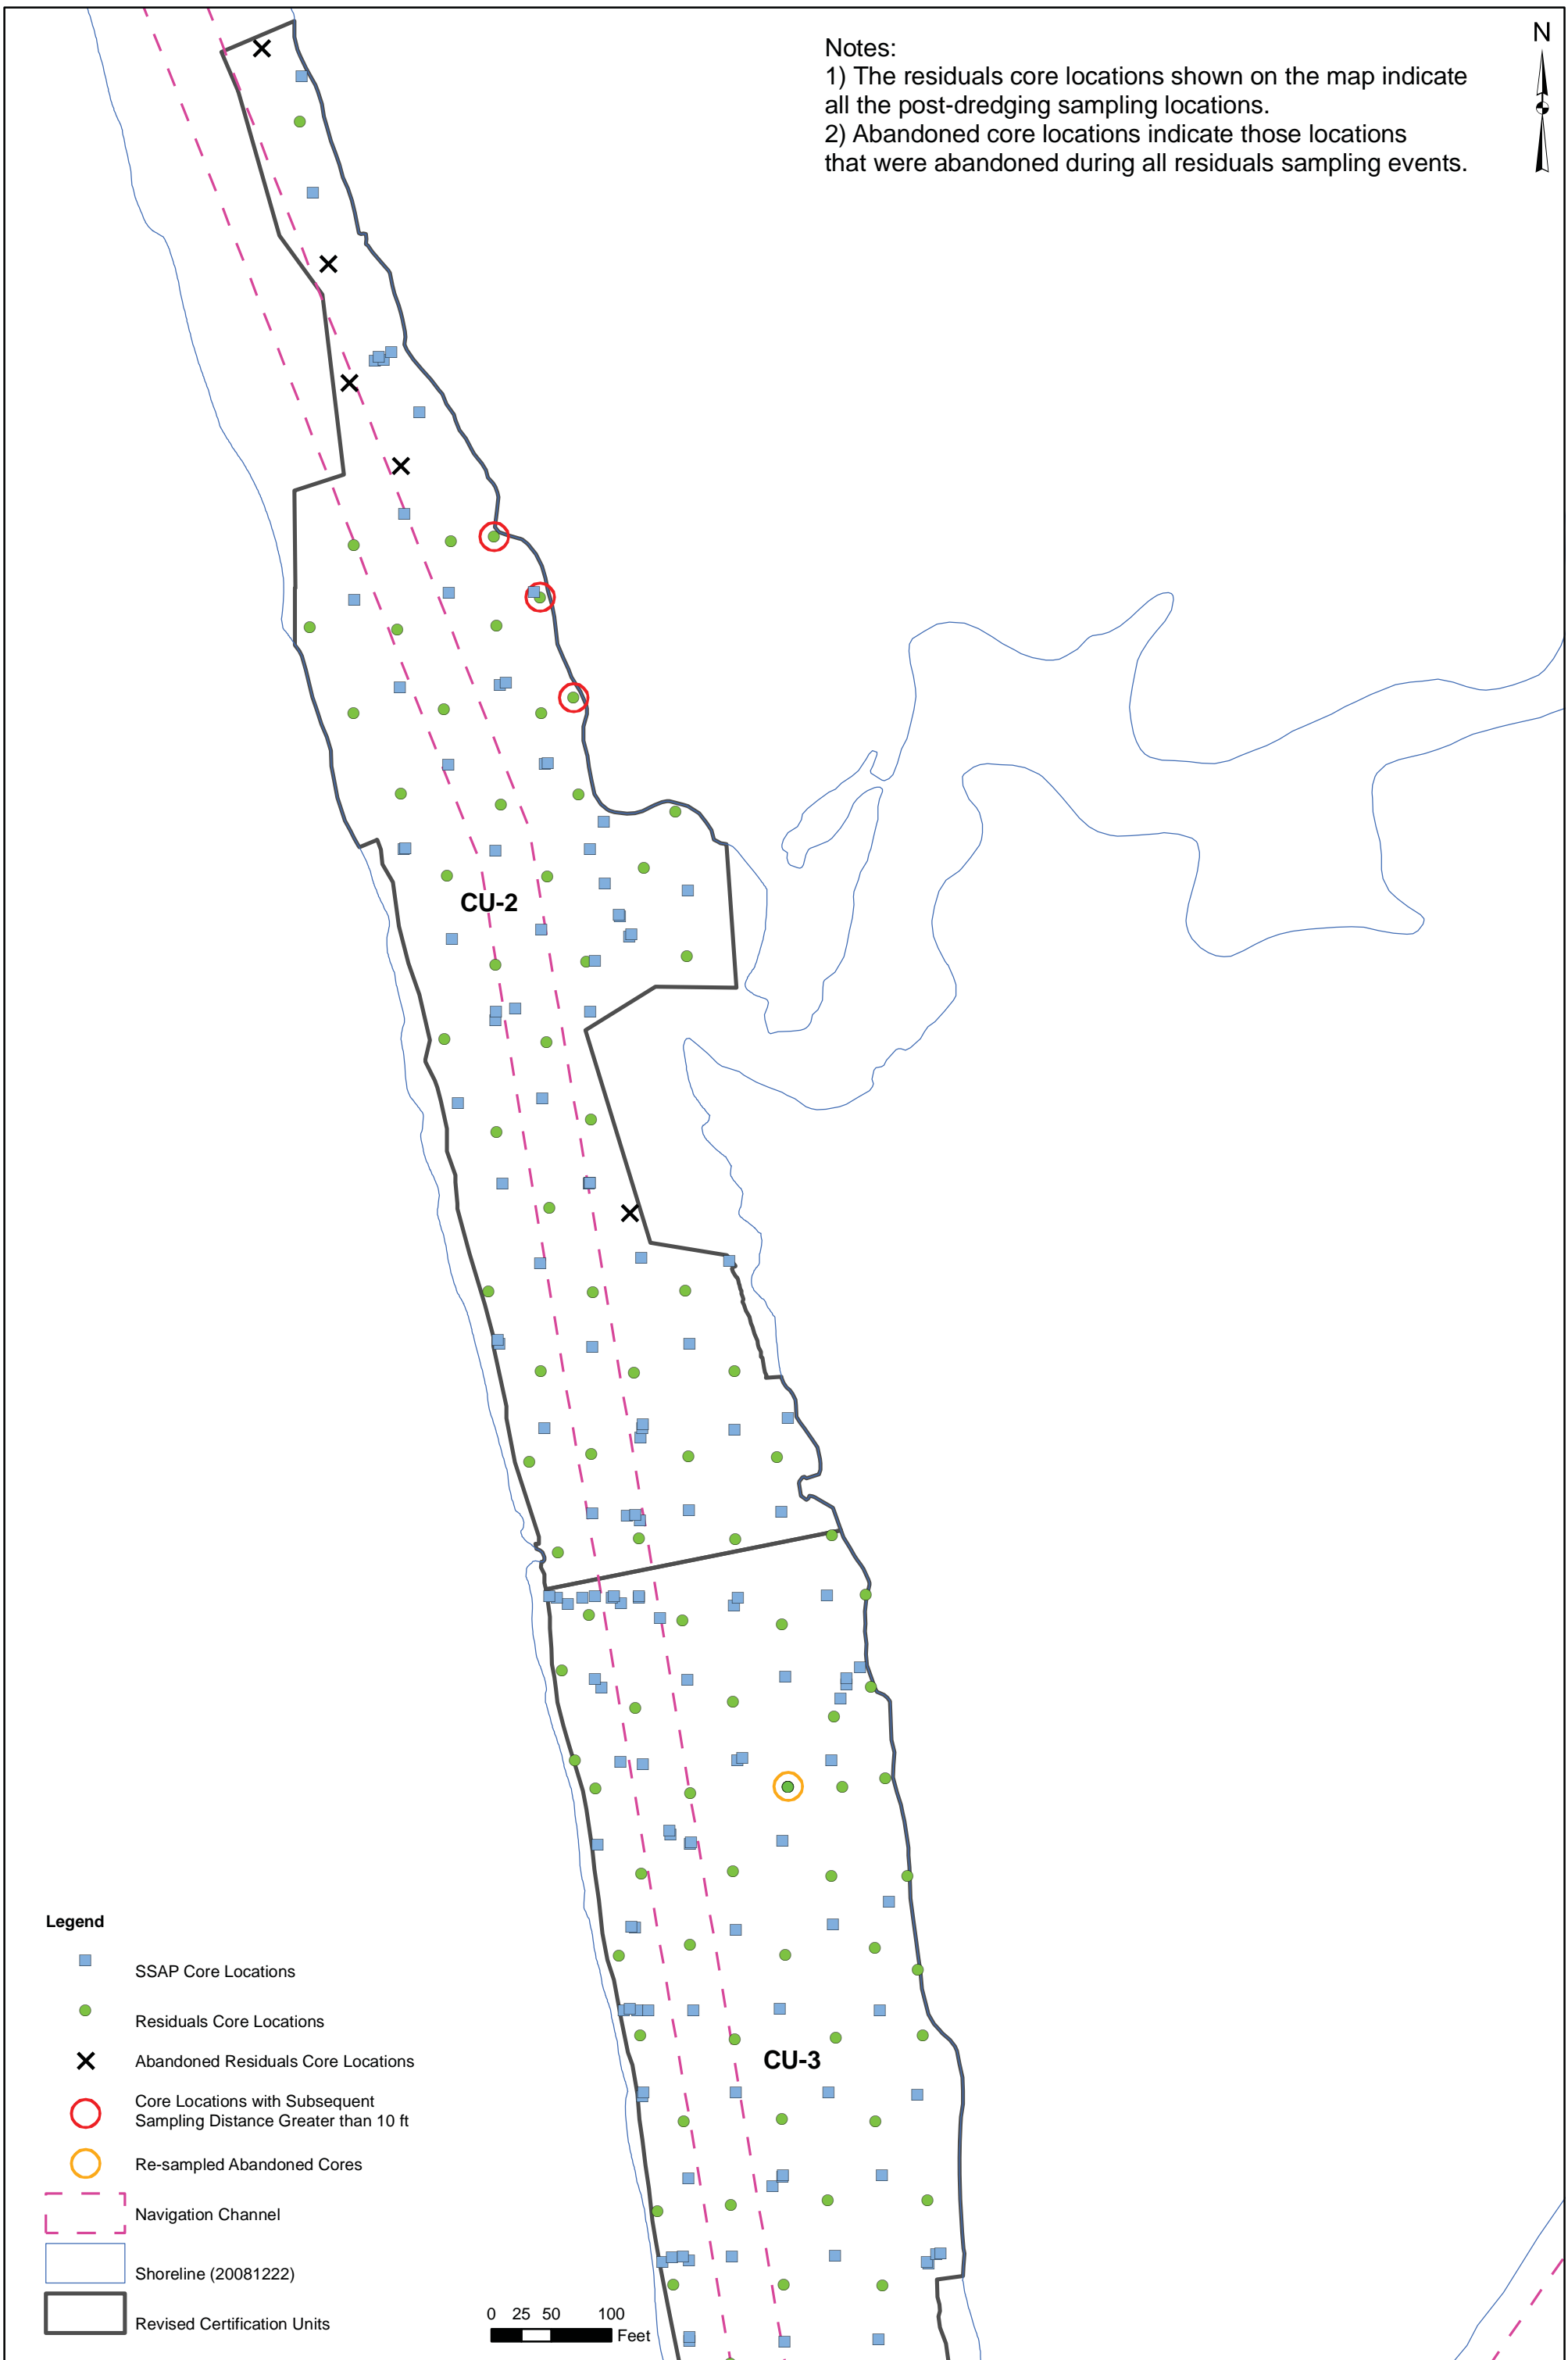 Notes:
1) The residuals core locations shown on the map indicate
all the post-dredging sampling locations.
2) Abandoned core locations indicate those locations
that were abandoned during all residuals sampling events.
N
CU-2
CU-3
Legend
SSAP Core Locations
Residuals Core Locations
Abandoned Residuals Core Locations
Core Locations with Subsequent
Sampling Distance Greater than 10 ft
Re-sampled Abandoned Cores
Navigation Channel
Shoreline (20081222)
Revised Certification Units
0 25 50 100
Feet